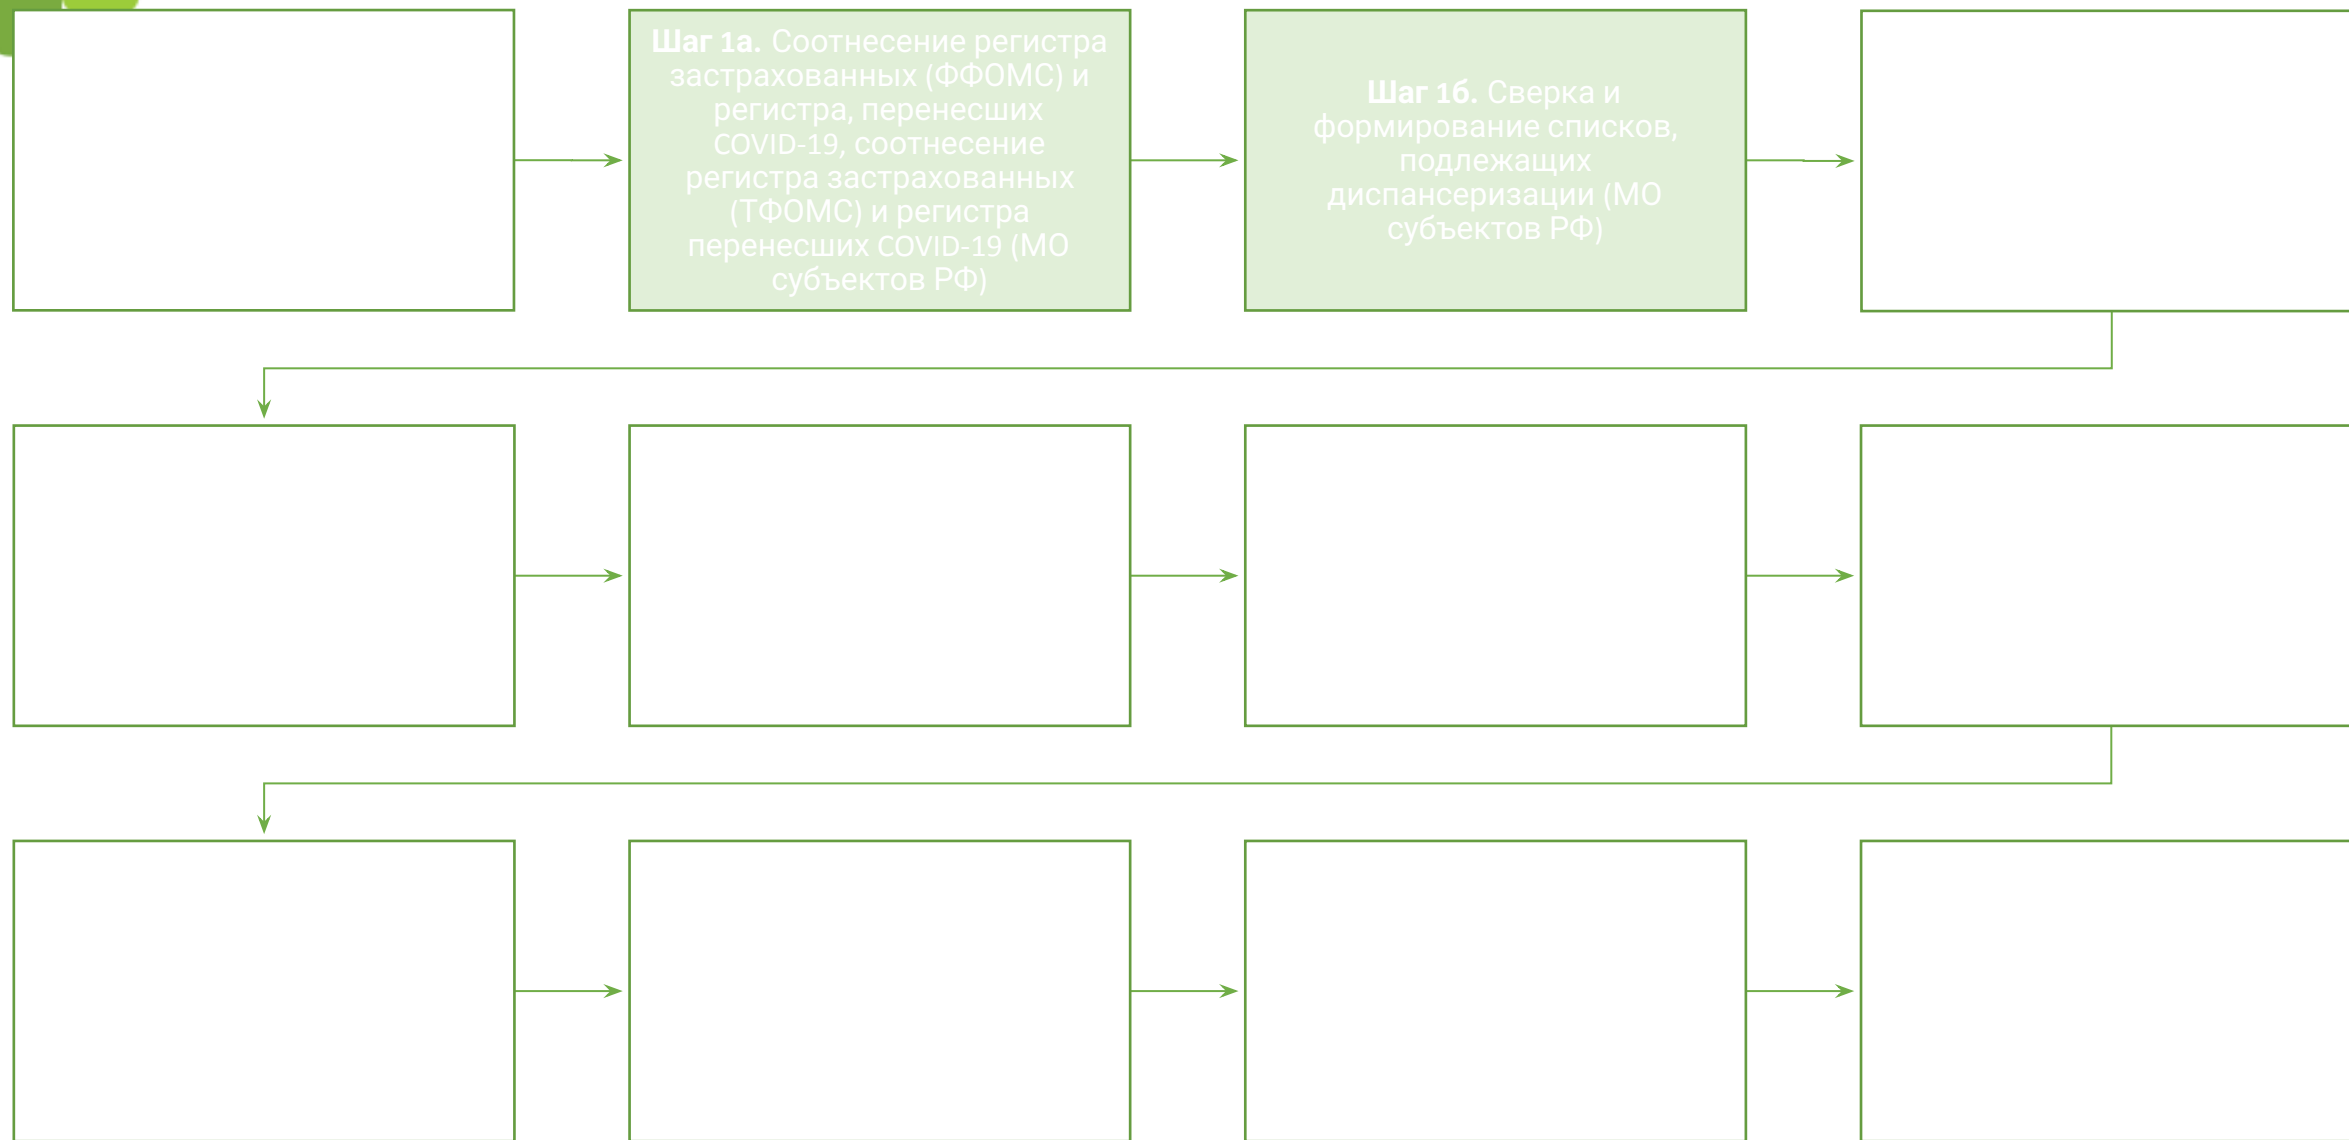 Шаг 1а. Соотнесение регистра
застрахованных (ФФОМС) и
регистра, перенесших
COVID-19, соотнесение
регистра застрахованных
(ТФОМС) и регистра
перенесших COVID-19 (МО
субъектов РФ)
Шаг 1б. Сверка и
формирование списков,
подлежащих
диспансеризации (МО
субъектов РФ)